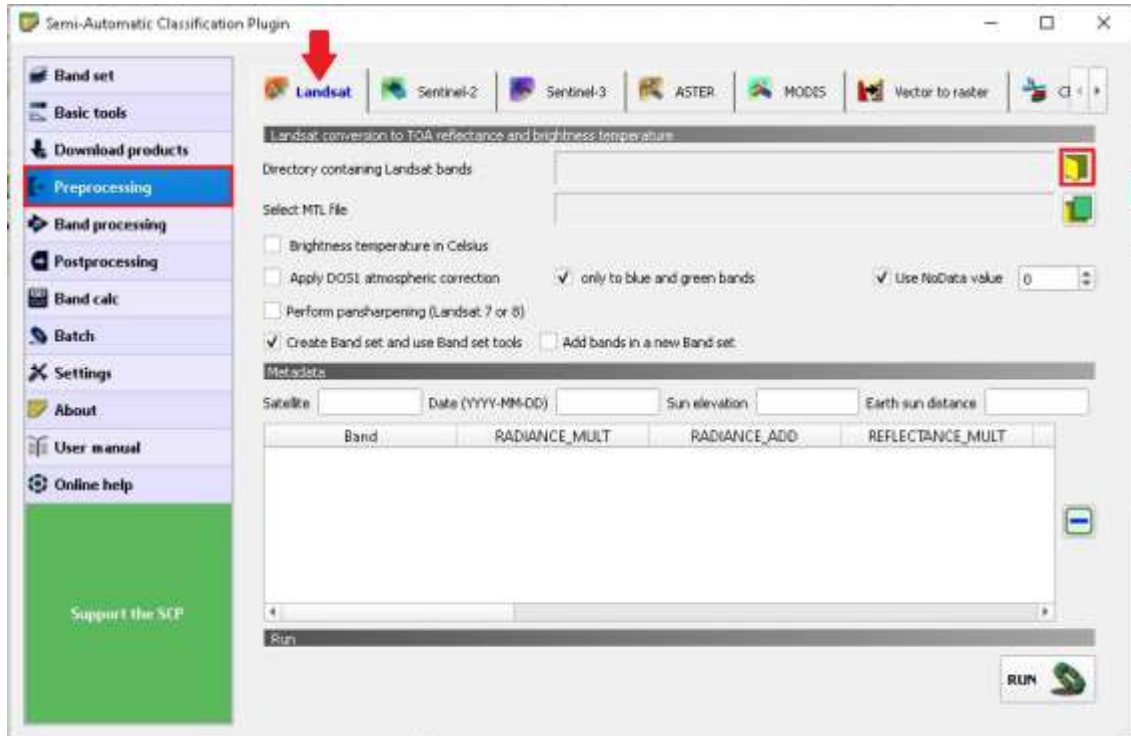 Semi-Automatic Classification Plugin
Band set
Basic tools
Download products
Preprocessing
Band processing
Postprocessing
Band calc
Batch
Settings
About
User manual
Online help
Support the SCP
Landsat Sentinel-2 Sentinel-3 ASTER MODIS Vector to raster Cl
Landsat conversion to TOA reflectance and brightness temperature
Directory containing Landsat bands
Select MTL file
Brightness temperature in Celsius
Apply DOS1 atmospheric correction only to blue and green bands Use NoData value 0
Perform pansharpening (Landsat 7 or 8)
Create Band set and use Band set tools Add bands in a new Band set
Metadata
Satellite Date (YYYY-MM-DD) Sun elevation Earth sun distance
Band RADIANCE_MULT RADIANCE_ADD REFLECTANCE_MULT
Run
RUN